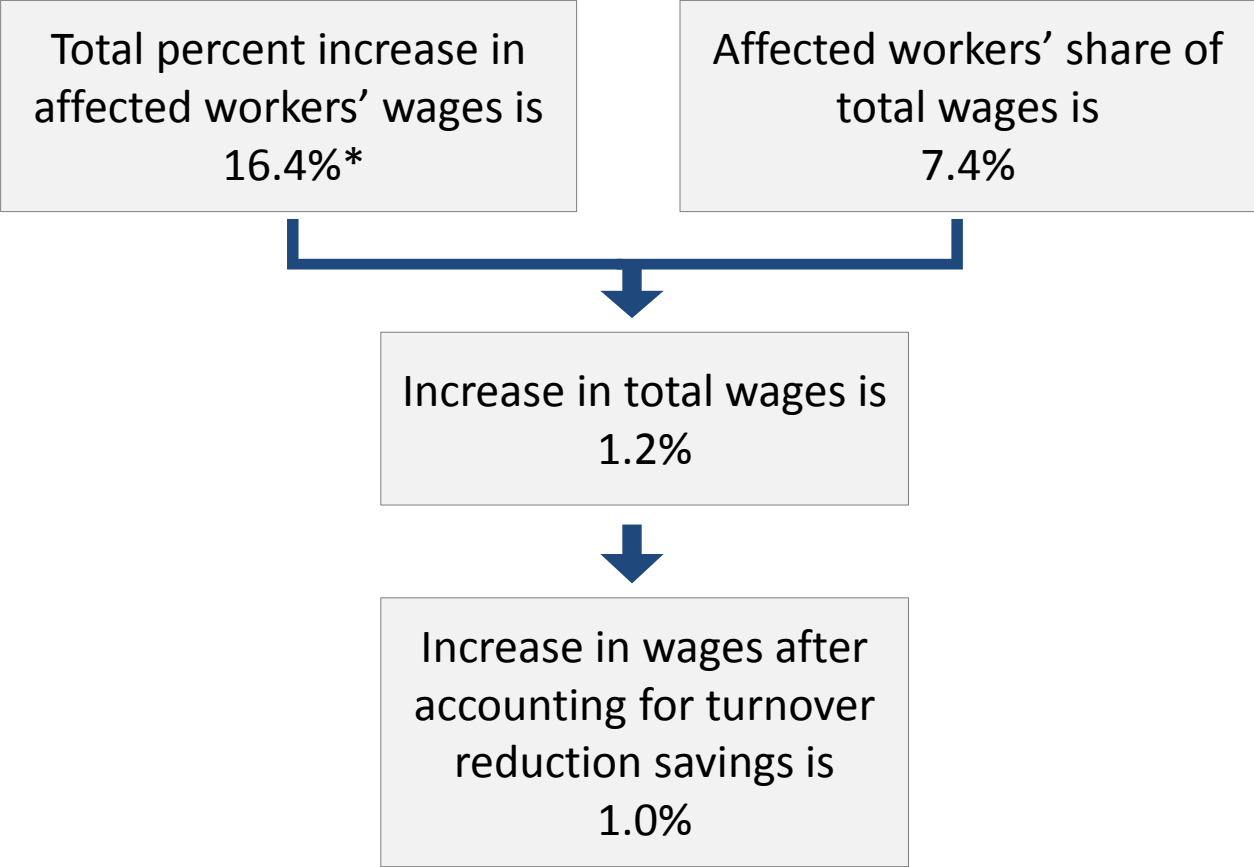 Total percent increase in
affected workers’ wages is
16.4%*
Affected workers’ share of
total wages is
7.4%
Increase in total wages is
1.2%
Increase in wages after
accounting for turnover
reduction savings is
1.0%